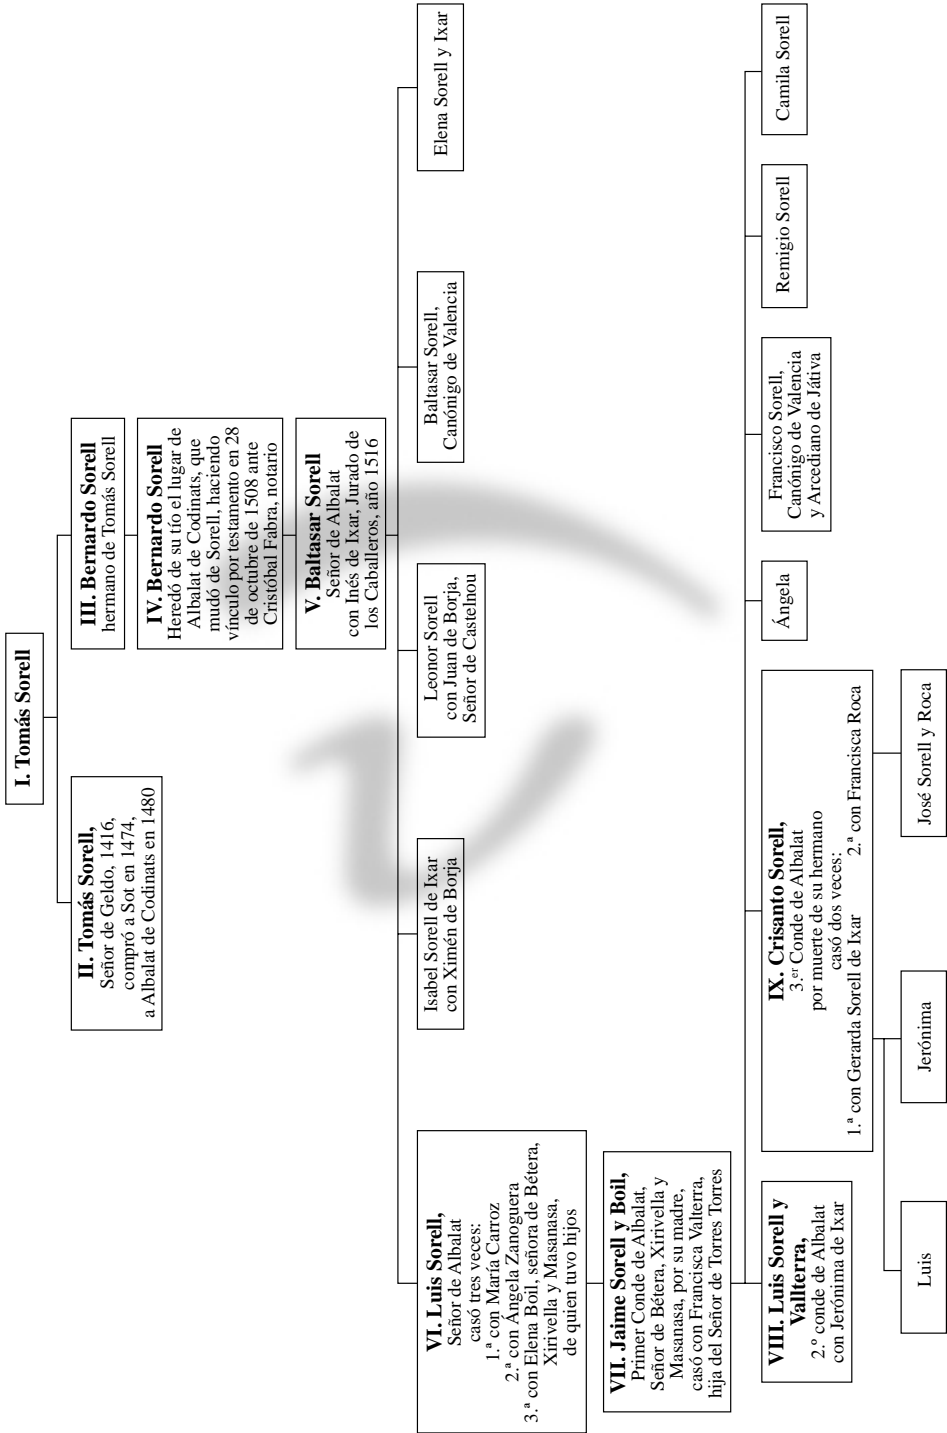 I. Tomás Sorell
II. Tomás Sorell,
Señor de Geldo, 1416,
compró a Sot en 1474,
a Albalat de Codinats en 1480
III. Bernardo Sorell
hermano de Tomás Sorell
IV. Bernardo Sorell
Heredó de su tío el lugar de
Albalat de Codinats, que
mudó de Sorell, haciendo
vínculo por testamento en 28
de octubre de 1508 ante
Cristóbal Fabra, notario
V. Baltasar Sorell
Señor de Albalat
con Inés de Ixar, Jurado de
los Caballeros, año 1516
VI. Luis Sorell,
Señor de Albalat
casó tres veces:
1.ª con María Carroz
2.ª con Ángela Zanoguera
3.ª con Elena Boil, señora de Bétera,
Xirivella y Masanasa,
de quien tuvo hijos
Isabel Sorell de Ixar
con Ximén de Borja
Leonor Sorell
con Juan de Borja,
Señor de Castelnou
Baltasar Sorell,
Canónigo de Valencia
Elena Sorell y Ixar
VII. Jaime Sorell y Boil,
Primer Conde de Albalat,
Señor de Bétera, Xirivella y
Masanasa, por su madre,
casó con Francisca Valterra,
hija del Señor de Torres Torres
VIII. Luis Sorell y
Vallterra,
2.º conde de Albalat
con Jerónima de Ixar
IX. Crisanto Sorell,
3.er Conde de Albalat
por muerte de su hermano
casó dos veces:
1.ª con Gerarda Sorell de Ixar 2.ª con Francisca Roca
Ángela
Francisco Sorell,
Canónigo de Valencia
y Arcediano de Játiva
Remigio Sorell
Camila Sorell
Luis
Jerónima
José Sorell y Roca